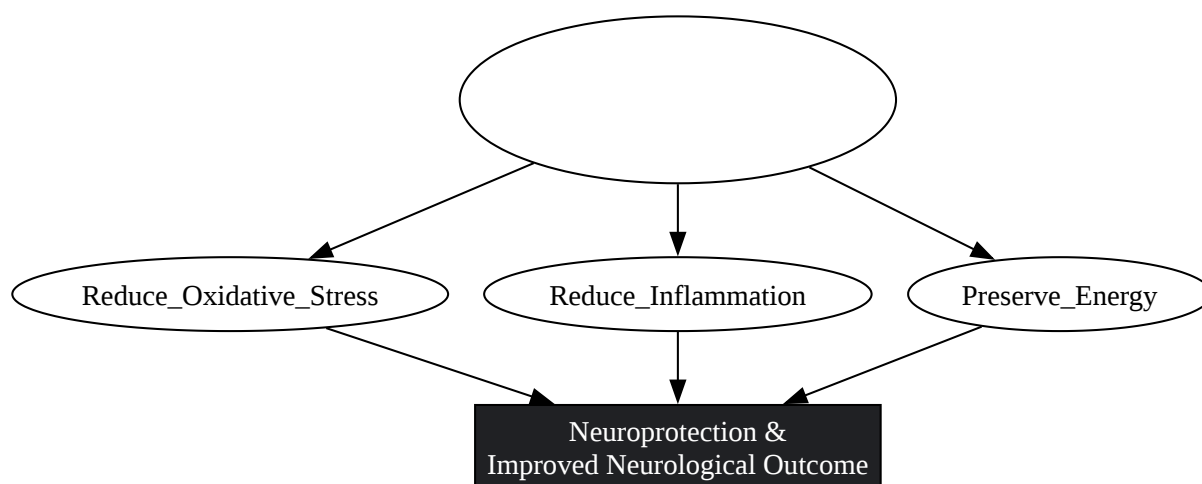 Reduce_Oxidative_Stress
Reduce_Inflammation
Preserve_Energy
Neuroprotection &
Improved Neurological Outcome